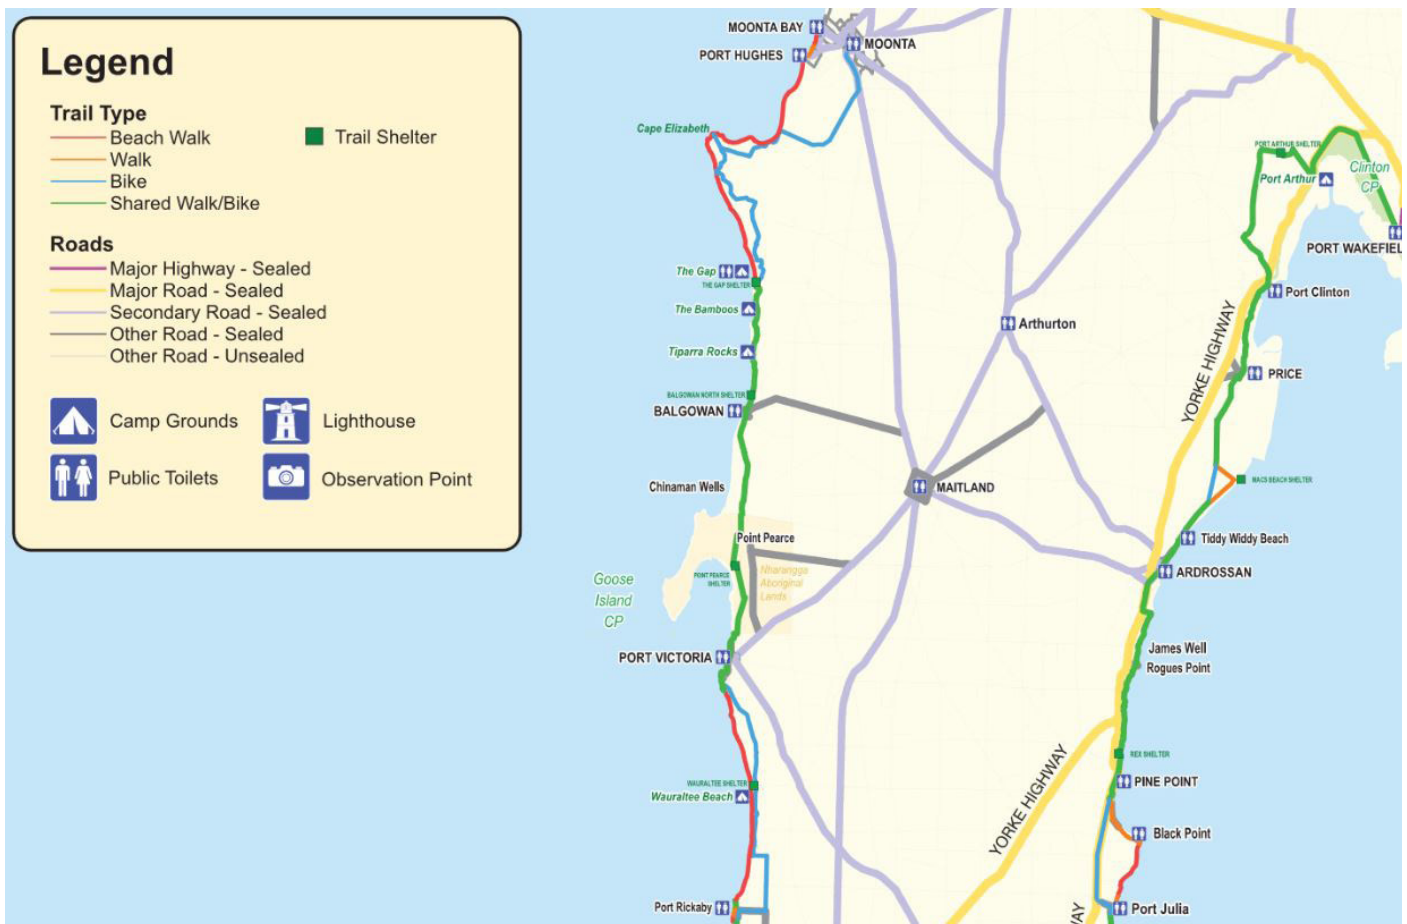 Legend
Trail Type
Beach Walk
Trail Shelter
Walk
Bike
Shared Walk/Bike
Roads
Major Highway - Sealed
Major Road - Sealed
Secondary Road - Sealed
Other Road - Sealed
Other Road - Unsealed
Camp Grounds
Lighthouse
Public Toilets
Observation Point
MOONTA BAY
MOONTA
PORT HUGHES
Cape Elizabeth
PORT ARTHUR SHELTER
Clinton
CP
Port Arthur
PORT WAKEFIEL
The Gap
THE GAP SHELTER
Port Clinton
The Bamboos
Arthurton
YORKE HIGHWAY
Tiparra Rocks
PRICE
BALGOWAN NORTH SHELTER
BALGOWAN
Chinaman Wells
MAITLAND
MACS BEACH SHELTER
Point Pearce
Tiddy Widdy Beach
POINT PEARCE
SHELTER
Nharangga
Aboriginal
Lands
ARDROSSAN
Goose
Island
CP
James Well
Rogues Point
PORT VICTORIA
REX SHELTER
YORKE HIGHWAY
WAURALTEE SHELTER
PINE POINT
Wauraltee Beach
Black Point
Port Rickaby
Port Julia
WAY